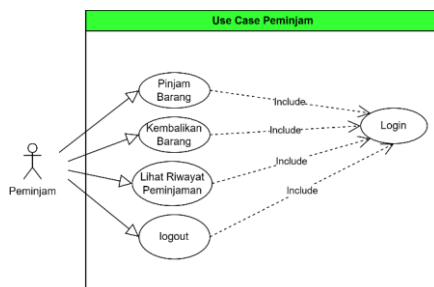 Use Case Peminjam
Pinjam
Barang
Include
Kembalikan
Barang
Include
Login
Lihat Riwayat
Peminjaman
Include
Peminjam
logout
Include